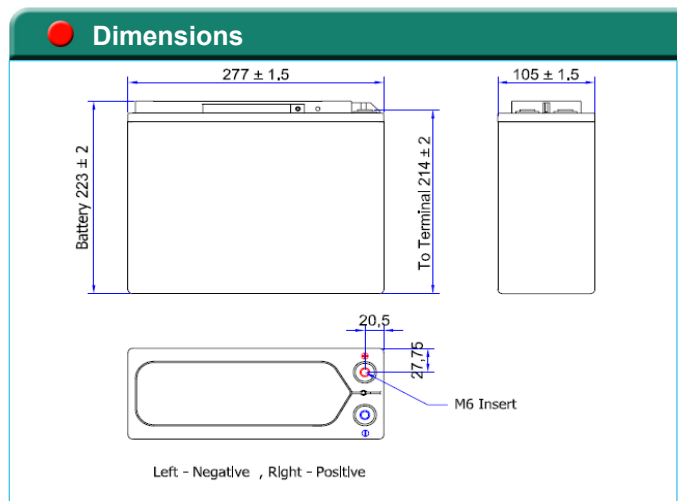 Dimensions
277 ± 1,5
105 ± 1,5
Battery 223 ± 2
To Terminal 214 ± 2
20,5
27,75
M6 Insert
Left - Negative , Right - Positive